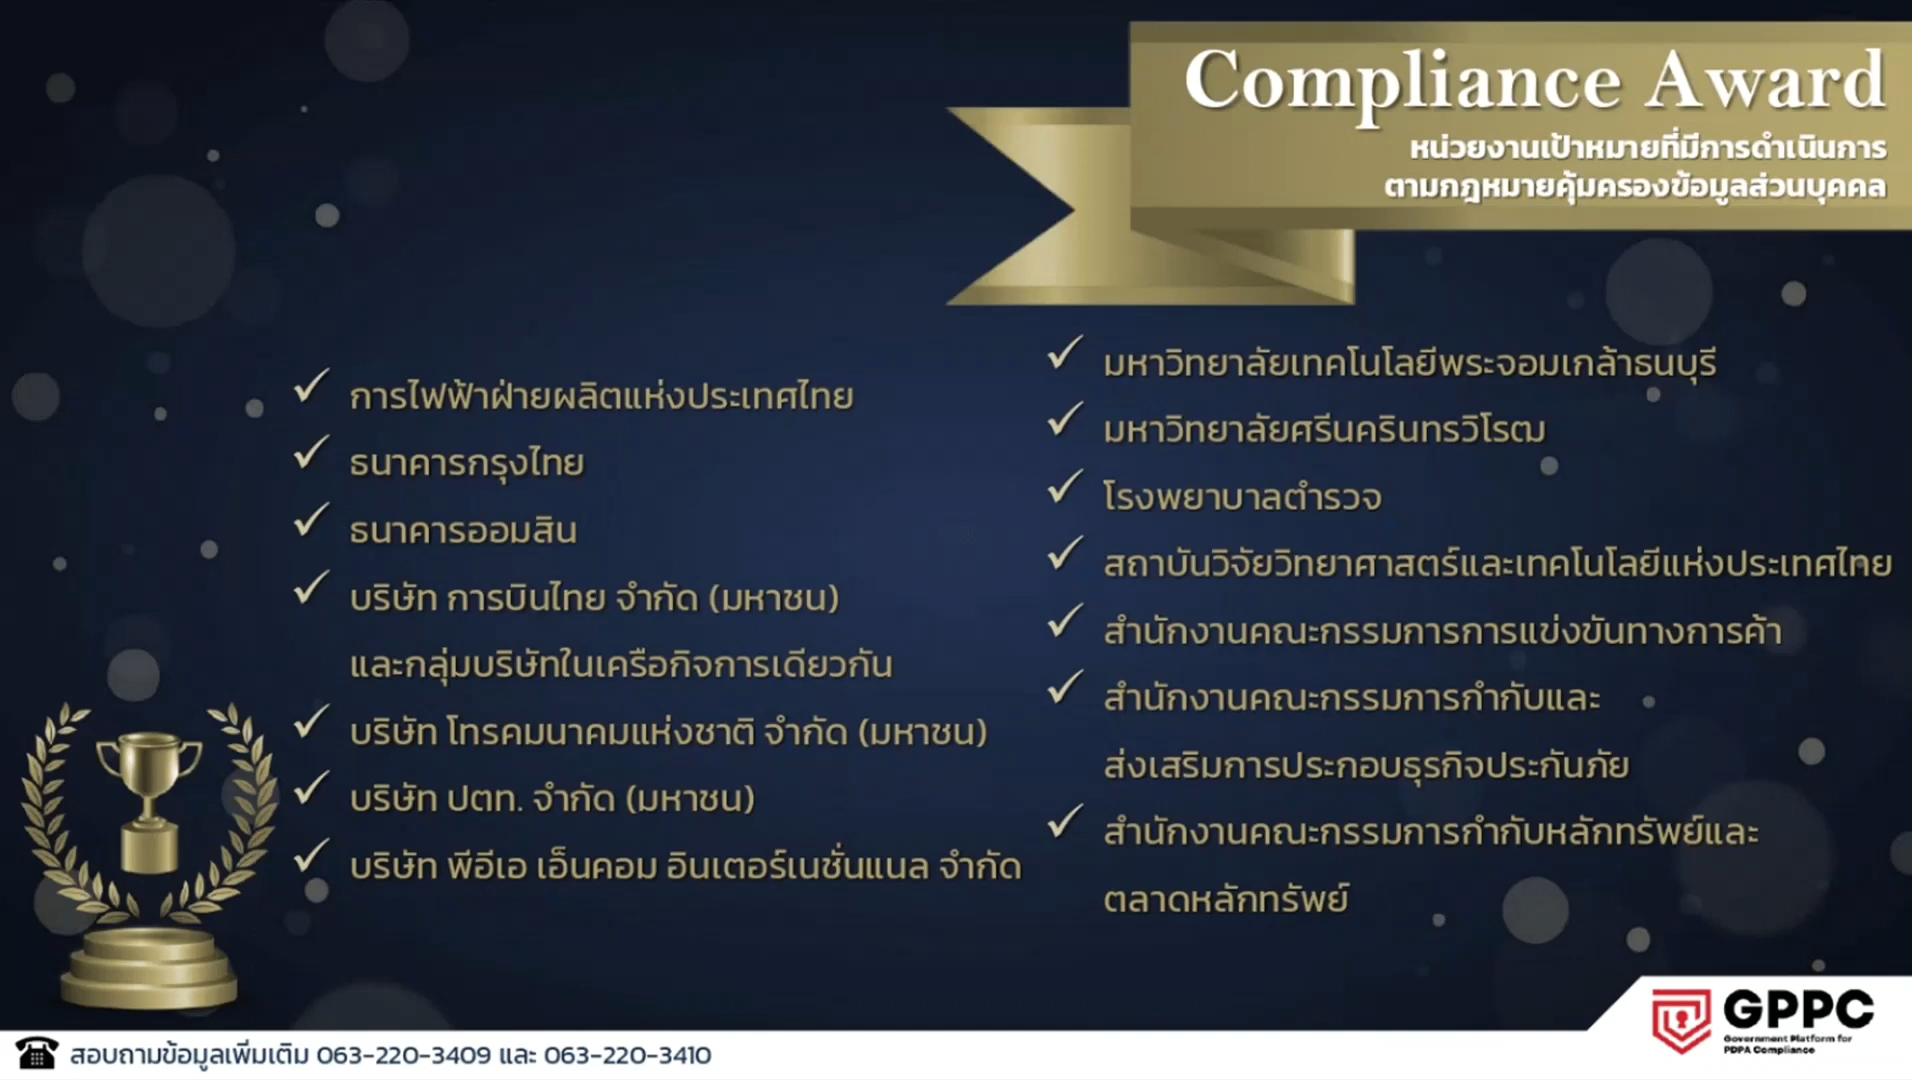 Compliance Award
หน่วยงานเป้าหมายที่มีการดำเนินการ
ตามกฎหมายคุ้มครองข้อมูลส่วนบุคคล
การไฟฟ้าฝ่ายผลิตแห่งประเทศไทย
ธนาคารกรุงไทย
ธนาคารออมสิน
บริษัท การบินไทย จำกัด (มหาชน)
และกลุ่มบริษัทในเครือกิจการเดียวกัน
บริษัท โทรคมนาคมแห่งชาติ จำกัด (มหาชน)
บริษัท ปตท. จำกัด (มหาชน)
บริษัท พีอีเอ เอ็นคอม อินเตอร์เนชั่นแนล จำกัด
มหาวิทยาลัยเทคโนโลยีพระจอมเกล้าธนบุรี
มหาวิทยาลัยศรีนครินทรวิโรฒ
โรงพยาบาลตำรวจ
สถาบันวิจัยวิทยาศาสตร์และเทคโนโลยีแห่งประเทศไทย
สำนักงานคณะกรรมการการแข่งขันทางการค้า
สำนักงานคณะกรรมการกำกับและ
ส่งเสริมการประกอบธุรกิจประกันภัย
สำนักงานคณะกรรมการกำกับหลักทรัพย์และ
ตลาดหลักทรัพย์
สอบถามข้อมูลเพิ่มเติม 063-220-3409 และ 063-220-3410
GPPC
Government Platform for
PDPA Compliance